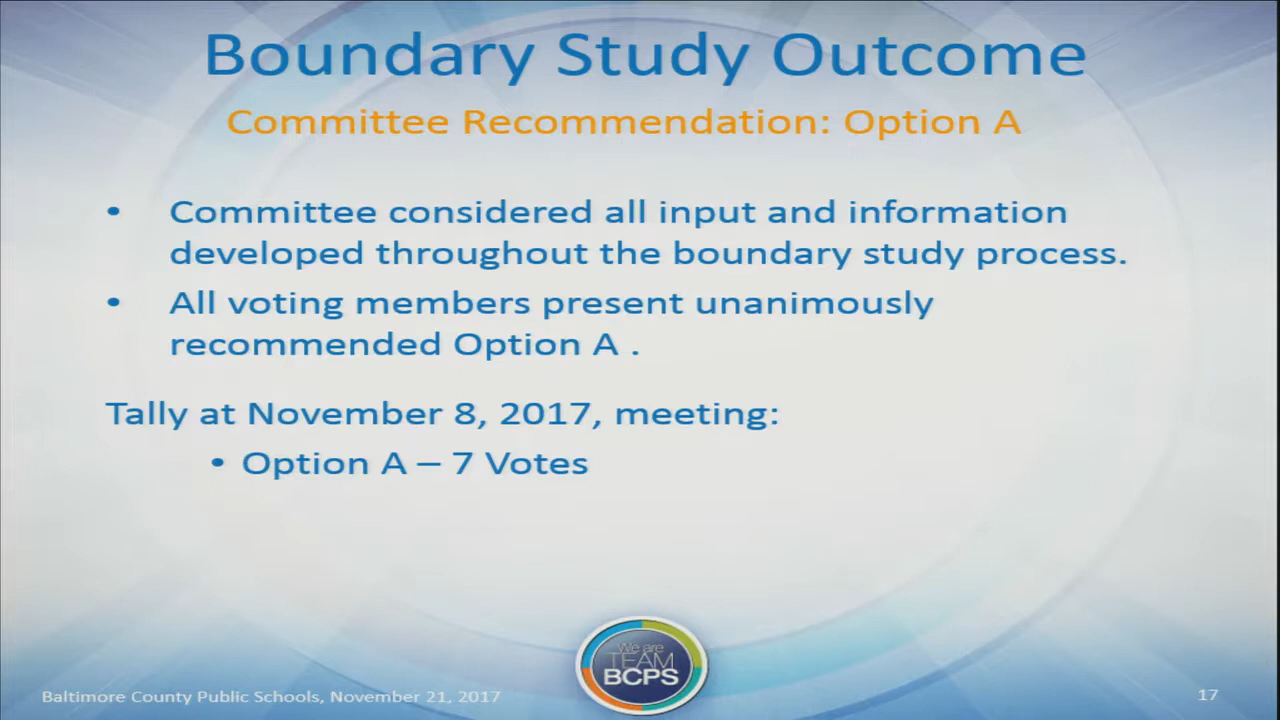 Boundary Study Outcome
Committee Recommendation: Option A
• Committee considered all input and information
developed throughout the boundary study process.
• All voting members present unanimously
recommended Option A .
Tally at November 8, 2017, meeting:
• Option A – 7 Votes
We are
TEAM
BCPS
Baltimore County Public Schools, November 21, 2017
17